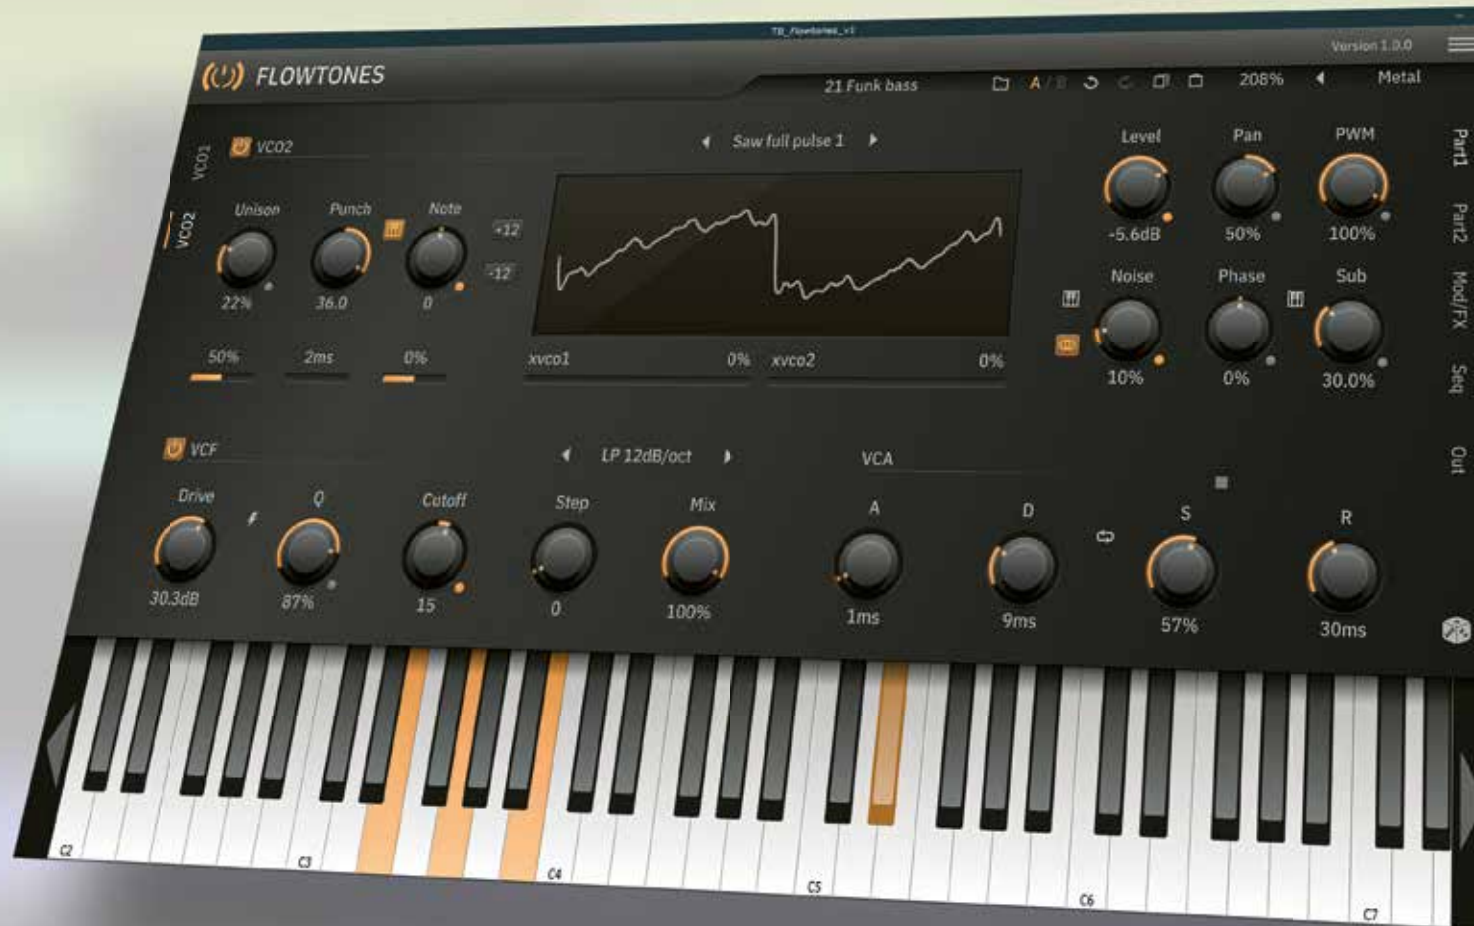 TB_Flowtones_v1
Version 1.0.0
FLOWTONES
21 Funk bass
A / B
208%
Metal
VCO1
VCO2
VCO2
Saw full pulse 1
Level
Pan
PWM
Part1
Unison
Punch
Note
+12
-12
-5.6dB
50%
100%
Part2
22%
36.0
0
Noise
Phase
Sub
Mod/FX
50%
2ms
0%
xvco1
0%
xvco2
0%
10%
0%
30.0%
Seq
VCF
LP 12dB/oct
VCA
Out
Drive
Q
Cutoff
Step
Mix
A
D
S
R
30.3dB
87%
15
0
100%
1ms
9ms
57%
30ms
C2
C3
C4
C5
C6
C7